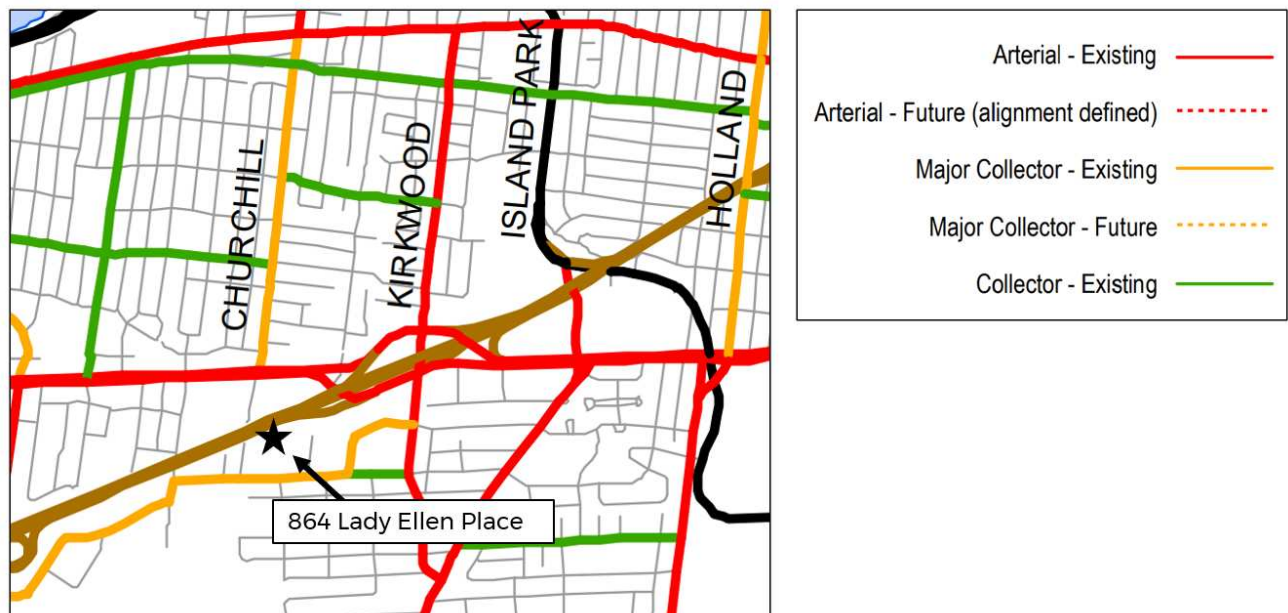 CHURCHILL
KIRKWOOD
ISLAND PARK
HOLLAND
864 Lady Ellen Place
Arterial - Existing
Arterial - Future (alignment defined)
Major Collector - Existing
Major Collector - Future
Collector - Existing